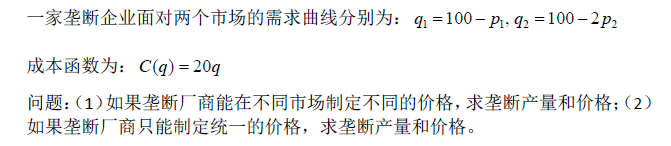 一家垄断企业面对两个市场的需求曲线分别为：q₁ =100－p₁, q₂ =100－2p₂
成本函数为：C(q)=20q
问题：（1）如果垄断厂商能在不同市场制定不同的价格，求垄断产量和价格；（2）
如果垄断厂商只能制定统一的价格，求垄断产量和价格。